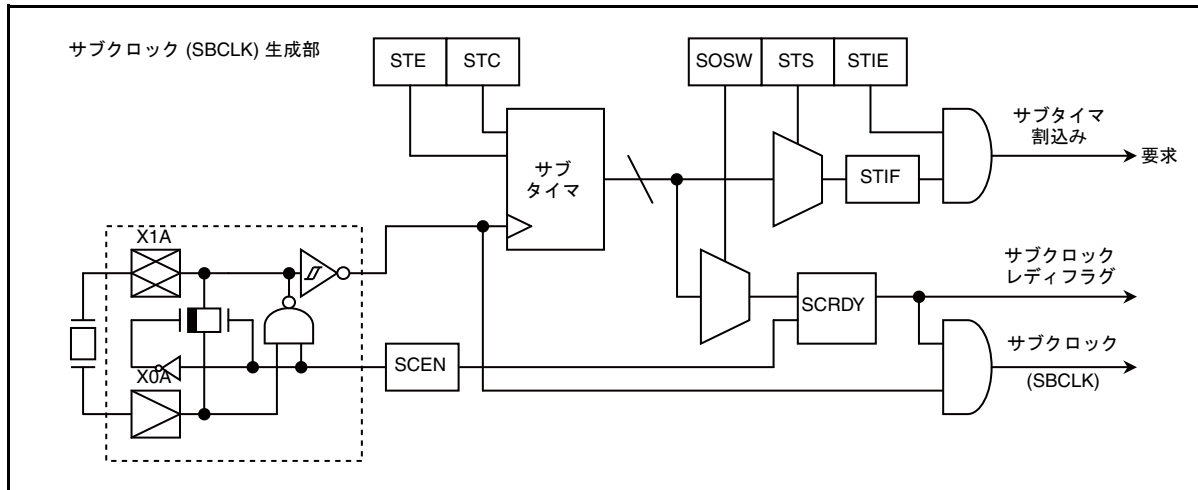 サブクロック (SBCLK) 生成部
STE
STC
SOSW
STS
STIE
サブタイマ
割込み
要求
サブ
タイマ
STIF
X1A
サブクロック
レディフラグ
SCRDY
SCEN
サブクロック
(SBCLK)
X0A